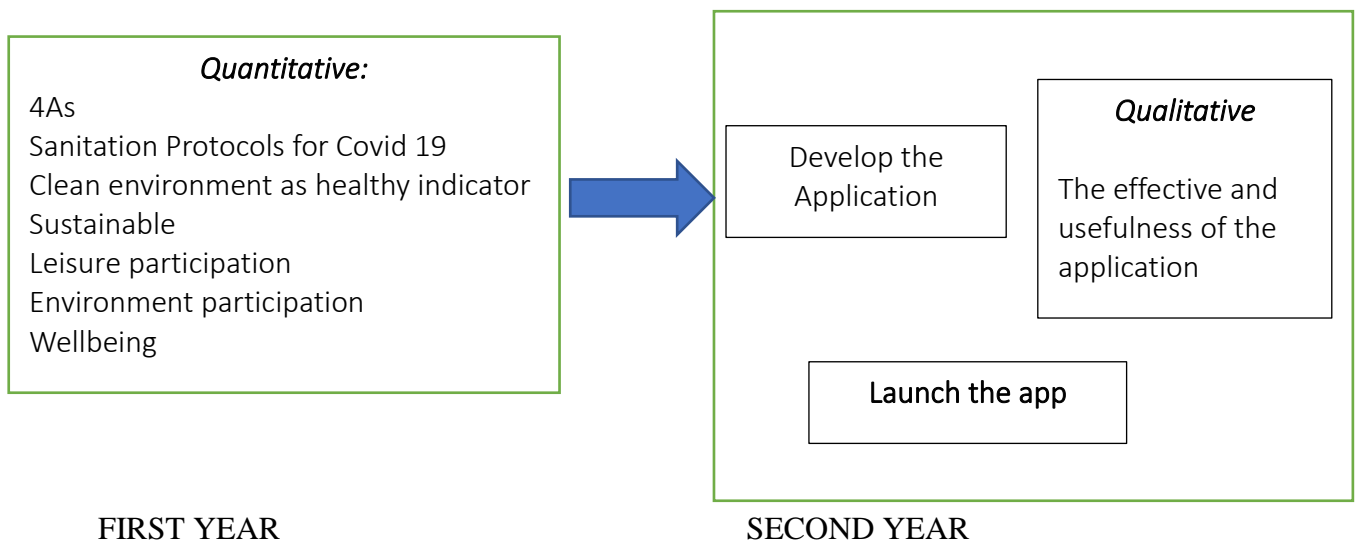 Quantitative:
4As
Sanitation Protocols for Covid 19
Clean environment as healthy indicator
Sustainable
Leisure participation
Environment participation
Wellbeing
Develop the
Application
Qualitative
The effective and
usefulness of the
application
Launch the app
FIRST YEAR
SECOND YEAR